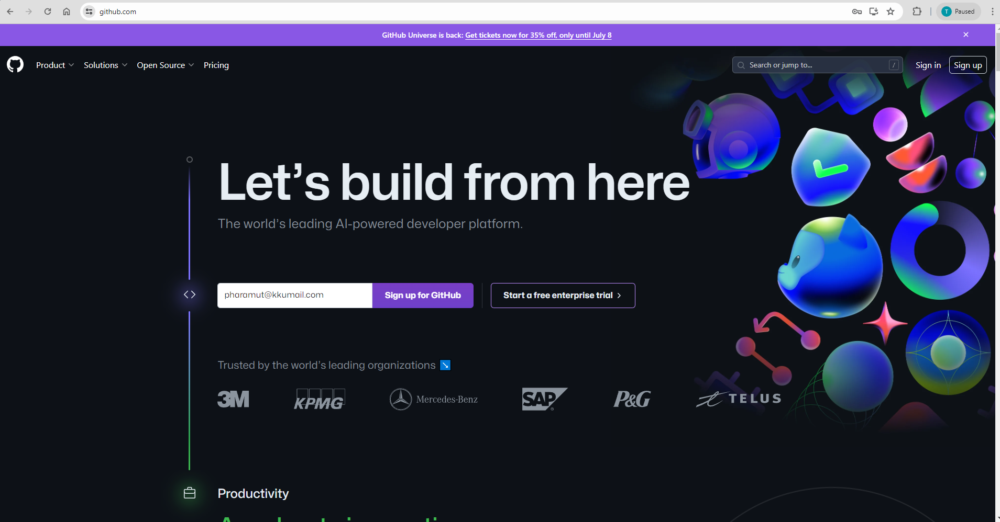 github.com
T Paused
GitHub Universe is back: Get tickets now for 35% off, only until July 8
Product Solutions Open Source Pricing
Search or jump to... /
Sign in Sign up
Let’s build from here
The world’s leading AI-powered developer platform.
pharamut@kkumail.com Sign up for GitHub Start a free enterprise trial
Trusted by the world’s leading organizations
3M KPMG Mercedes-Benz SAP ® P&G TELUS
Productivity